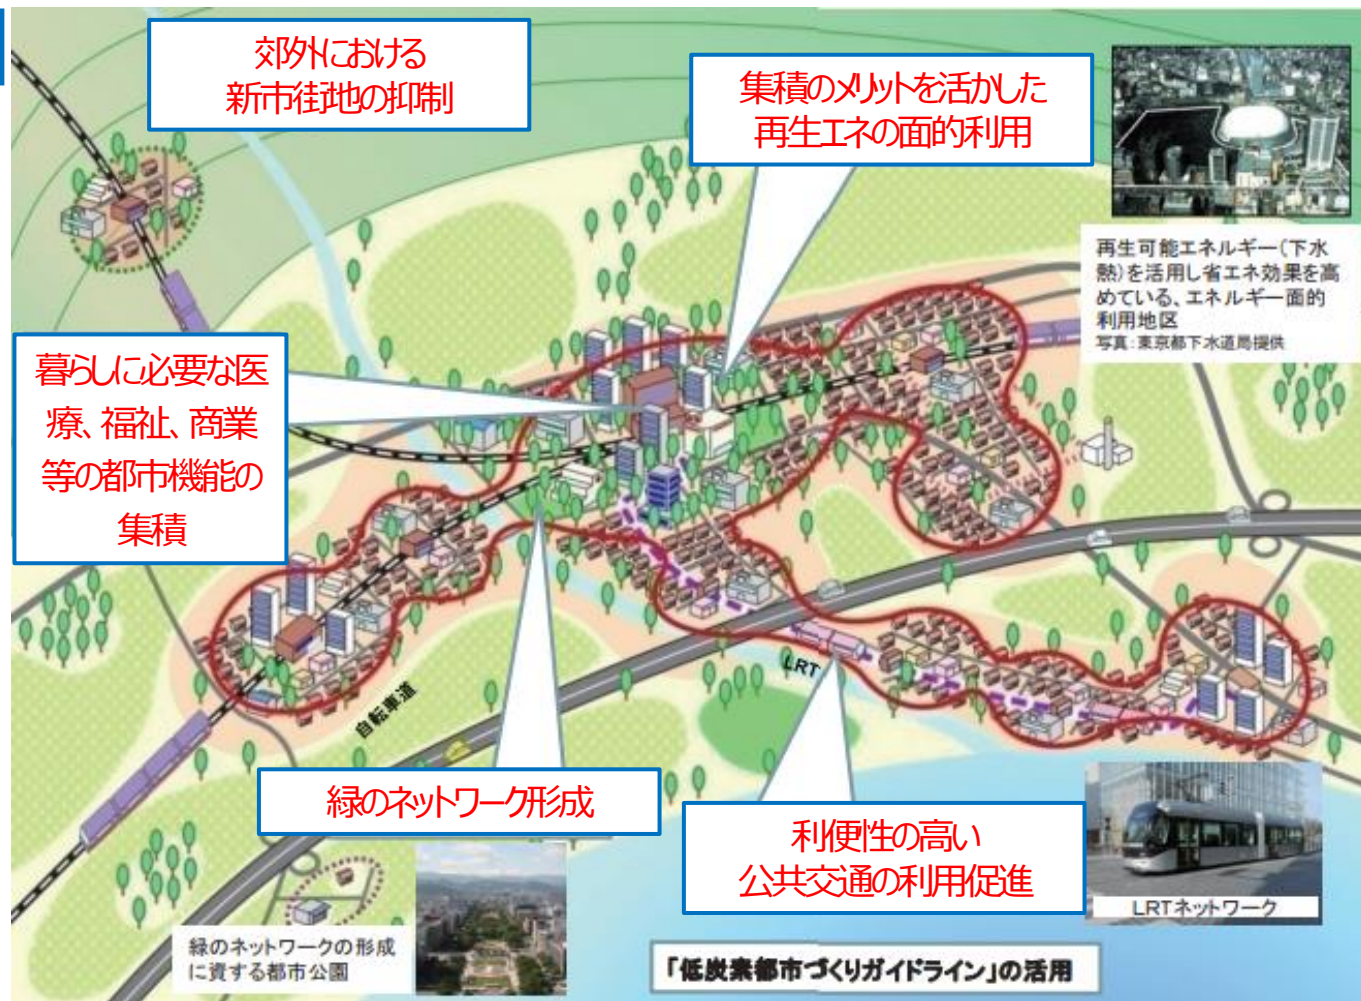 郊外における
新市街地の抑制
集積のメリットを活かした
再生エネの面的利用
再生可能エネルギー(下水
熱)を活用し省エネ効果を高
めている、エネルギー面的
利用地区
写真:東京都下水道局提供
暮らしに必要な医
療、福祉、商業
等の都市機能の
集積
自転車道
LRT
緑のネットワーク形成
利便性の高い
公共交通の利用促進
LRTネットワーク
緑のネットワークの形成
に資する都市公園
「低炭素都市づくりガイドライン」の活用